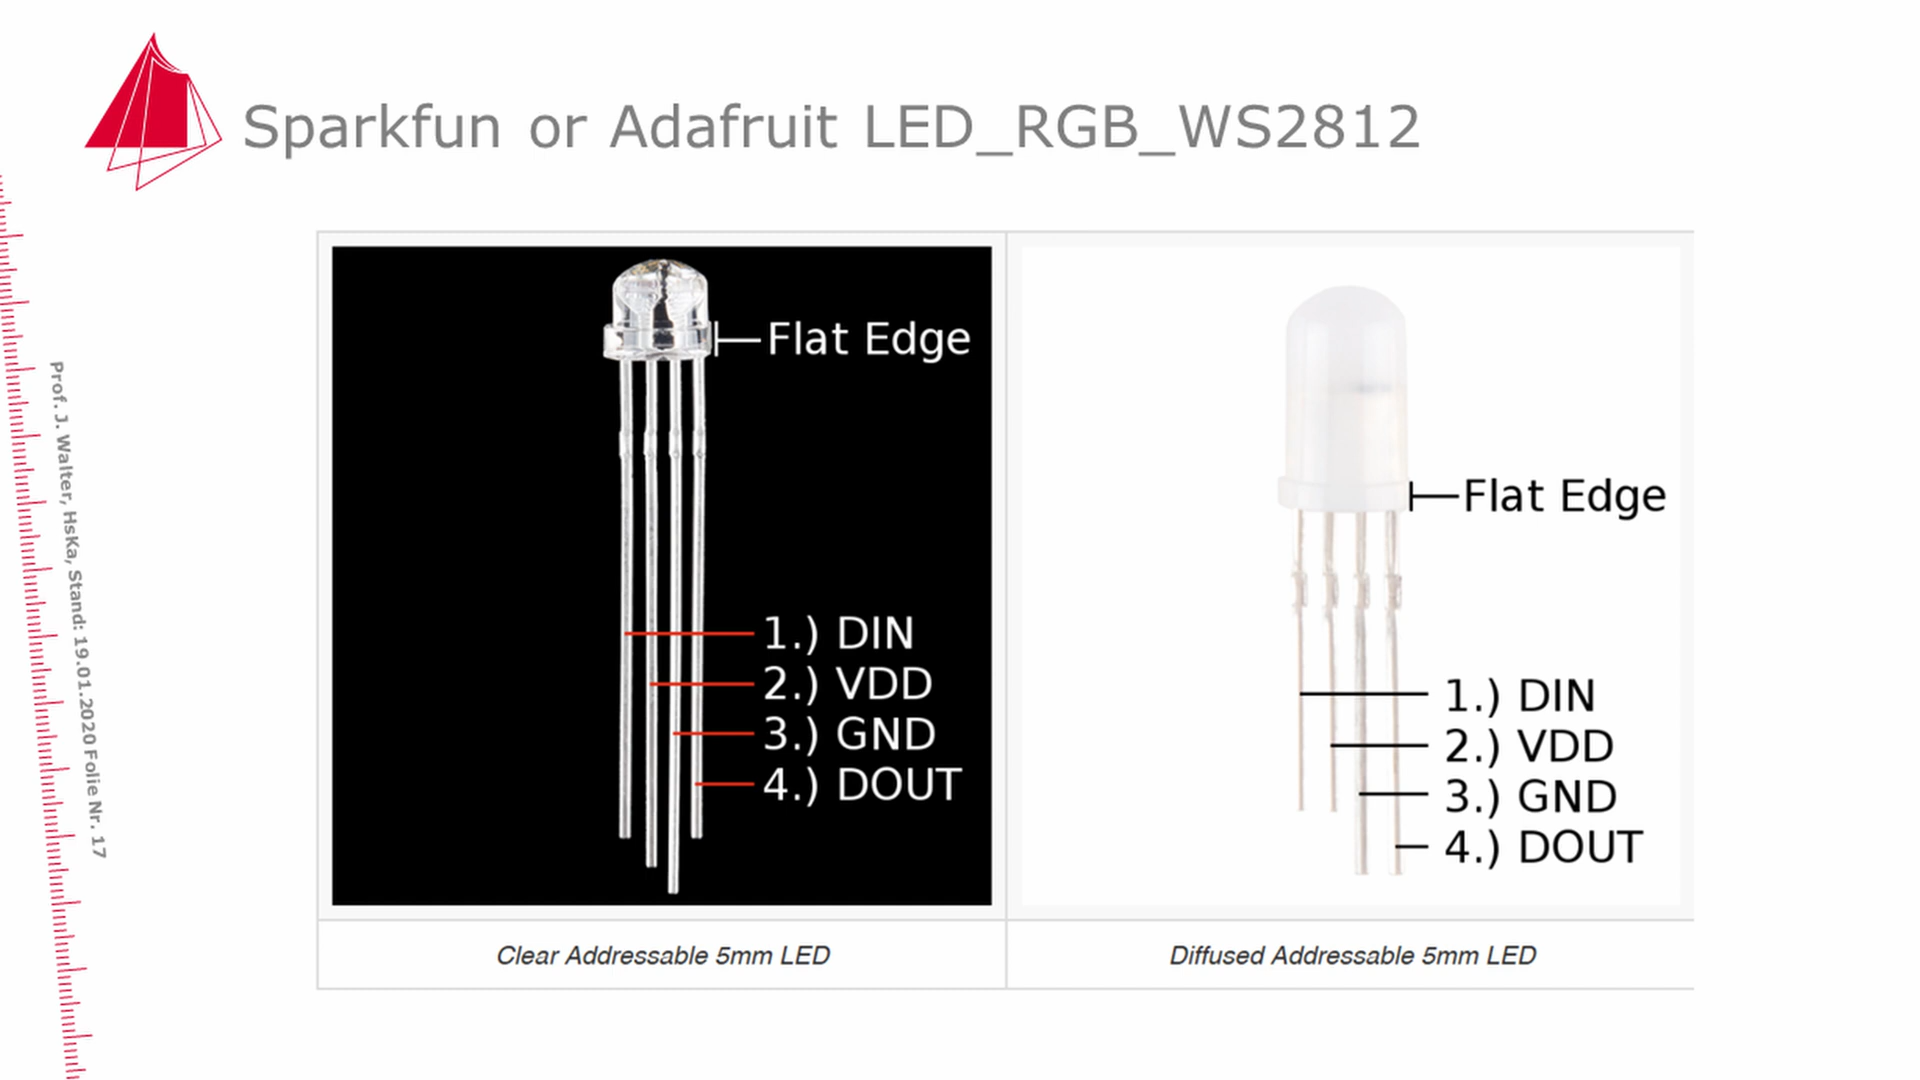 Sparkfun or Adafruit LED_RGB_WS2812
Prof. J. Walter, HsKa, Stand: 19.01.2020 Folie Nr. 17
Flat Edge
1.) DIN
2.) VDD
3.) GND
4.) DOUT
Clear Addressable 5mm LED
Flat Edge
1.) DIN
2.) VDD
3.) GND
4.) DOUT
Diffused Addressable 5mm LED